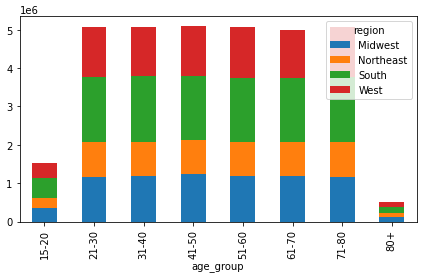 1e6
5
4
3
2
1
0
region
Midwest
Northeast
South
West
15-20
21-30
31-40
41-50
51-60
61-70
71-80
80+
age_group